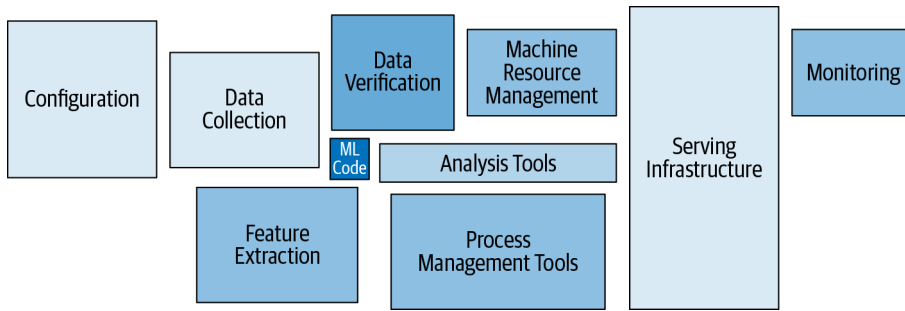 Configuration
Data
Collection
Data
Verification
Machine
Resource
Management
Monitoring
ML
Code
Analysis Tools
Serving
Infrastructure
Feature
Extraction
Process
Management Tools